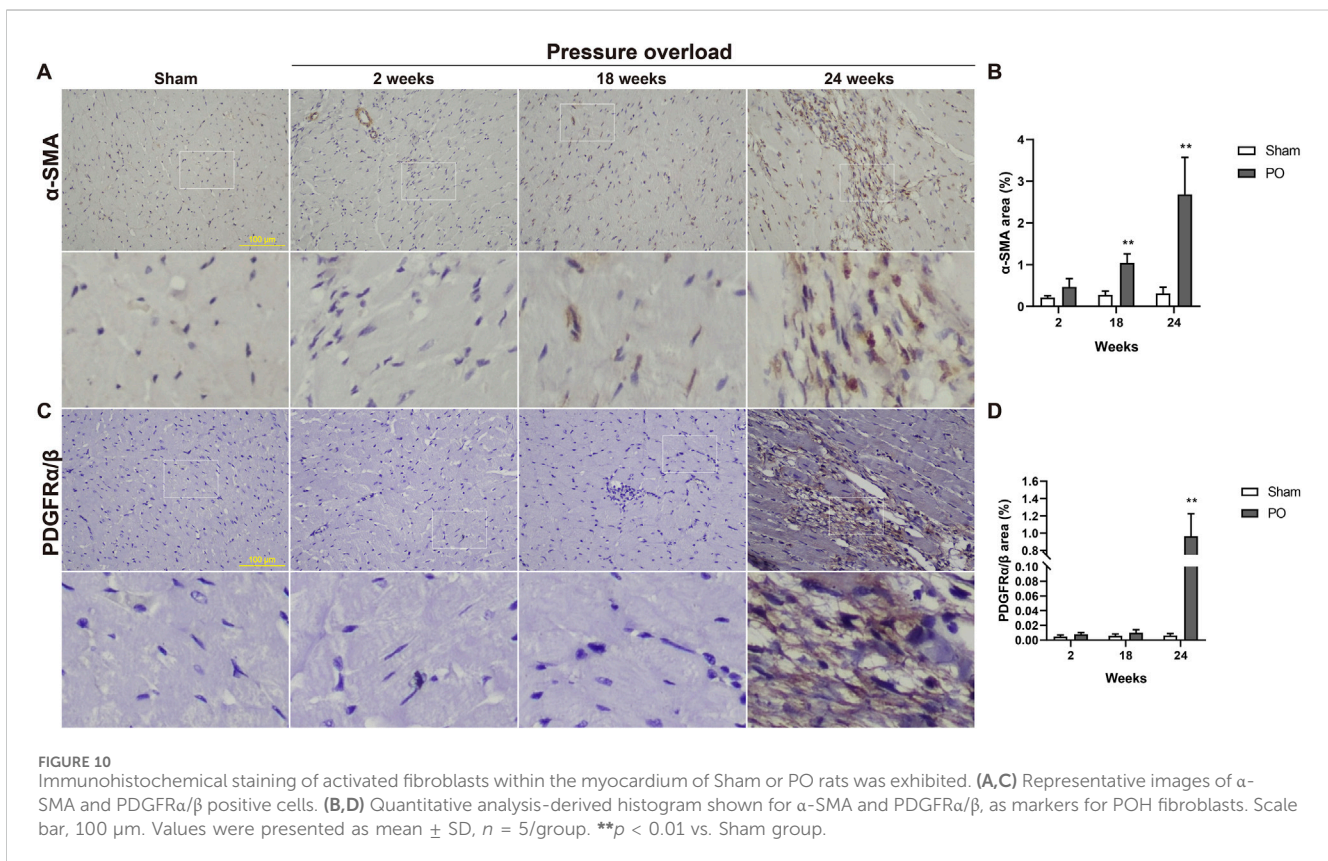 Pressure overload
A
Sham
2 weeks
18 weeks
24 weeks
α-SMA
100 μm
B
α-SMA area (%)
4
3
2
1
0
**
**
Sham
PO
2
18
24
Weeks
C
PDGFRα/β
100 μm
D
PDGFRα/β area (%)
1.6
1.4
1.2
1.0
0.8
0.6
0.10
0.08
0.06
0.04
0.02
0.00
**
Sham
PO
2
18
24
Weeks
FIGURE 10
Immunohistochemical staining of activated fibroblasts within the myocardium of Sham or PO rats was exhibited. (A,C) Representative images of α-
SMA and PDGFRα/β positive cells. (B,D) Quantitative analysis-derived histogram shown for α-SMA and PDGFRα/β, as markers for POH fibroblasts. Scale
bar, 100 μm. Values were presented as mean ± SD, n = 5/group. **p < 0.01 vs. Sham group.